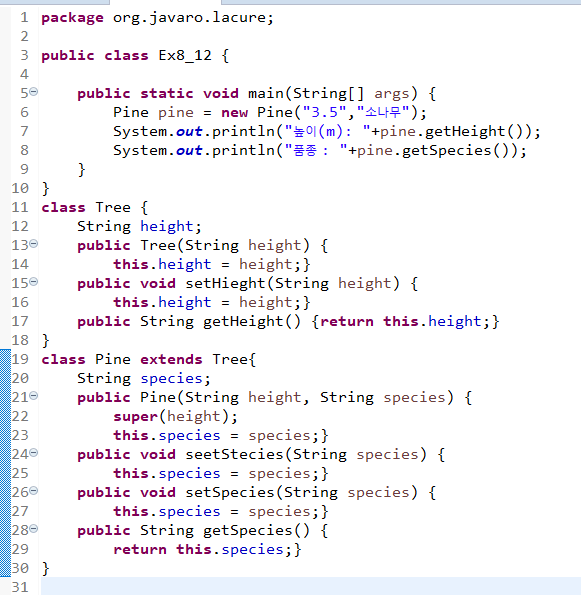 1 package org.javaro.lacure;
2
3 public class Ex8_12 {
4
5 public static void main(String[] args) {
6 Pine pine = new Pine("3.5","소나무");
7 System.out.println("높이(m): "+pine.getHeight());
8 System.out.println("품종 : "+pine.getSpecies());
9 }
10 }
11 class Tree {
12 String height;
13 public Tree(String height) {
14 this.height = height;}
15 public void setHieght(String height) {
16 this.height = height;}
17 public String getHeight() {return this.height;}
18 }
19 class Pine extends Tree{
20 String species;
21 public Pine(String height, String species) {
22 super(height);
23 this.species = species;}
24 public void seetStecies(String species) {
25 this.species = species;}
26 public void setSpecies(String species) {
27 this.species = species;}
28 public String getSpecies() {
29 return this.species;}
30 }
31